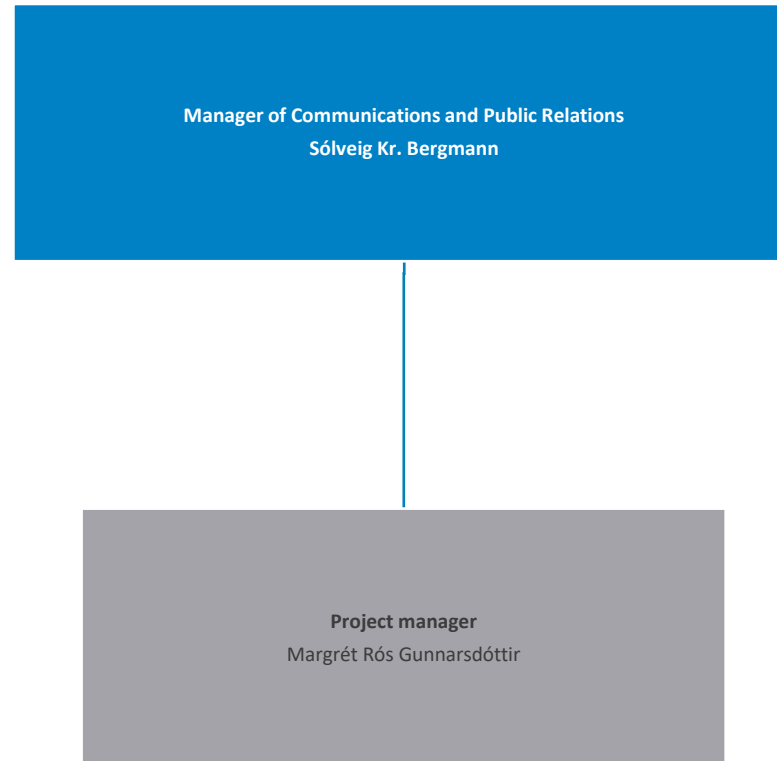 Manager of Communications and Public Relations
Sólveig Kr. Bergmann
Project manager
Margrét Rós Gunnarsdóttir